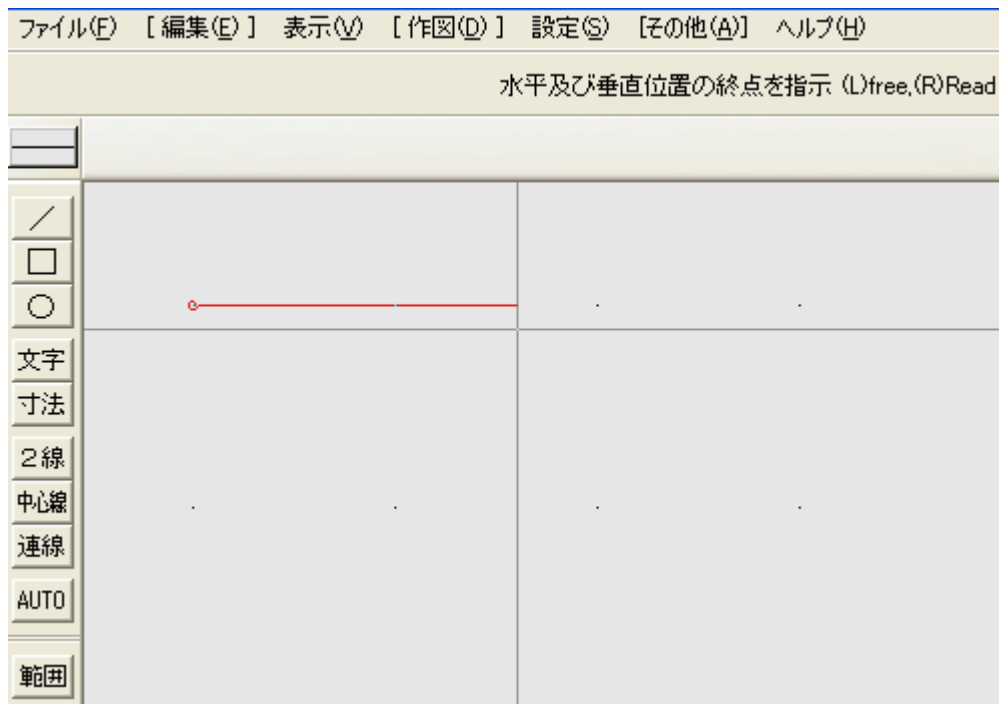 ファイル(F) [ 編集(E) ] 表示(V) [ 作図(D) ] 設定(S) [その他(A)] ヘルプ(H)
水平及び垂直位置の終点を指示 (L)free,(R)Read
文字
寸法
2線
中心線
連線
AUTO
範囲